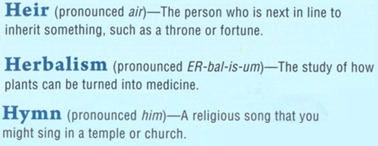 Heir (pronounced air)—The person who is next in line to
inherit something, such as a throne or fortune.
Herbalism (pronounced ER-bal-is-um)—The study of how
plants can be turned into medicine.
Hymn (pronounced him)—A religious song that you
might sing in a temple or church.